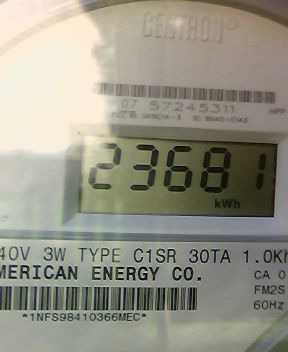 CENTRON®
07 57245311
23681
kWh
40V 3W TYPE C1SR 30TA 1.0Kh
MERICAN ENERGY CO.
CA 0
FM2S
60Hz
*1NFS98410366MEC*